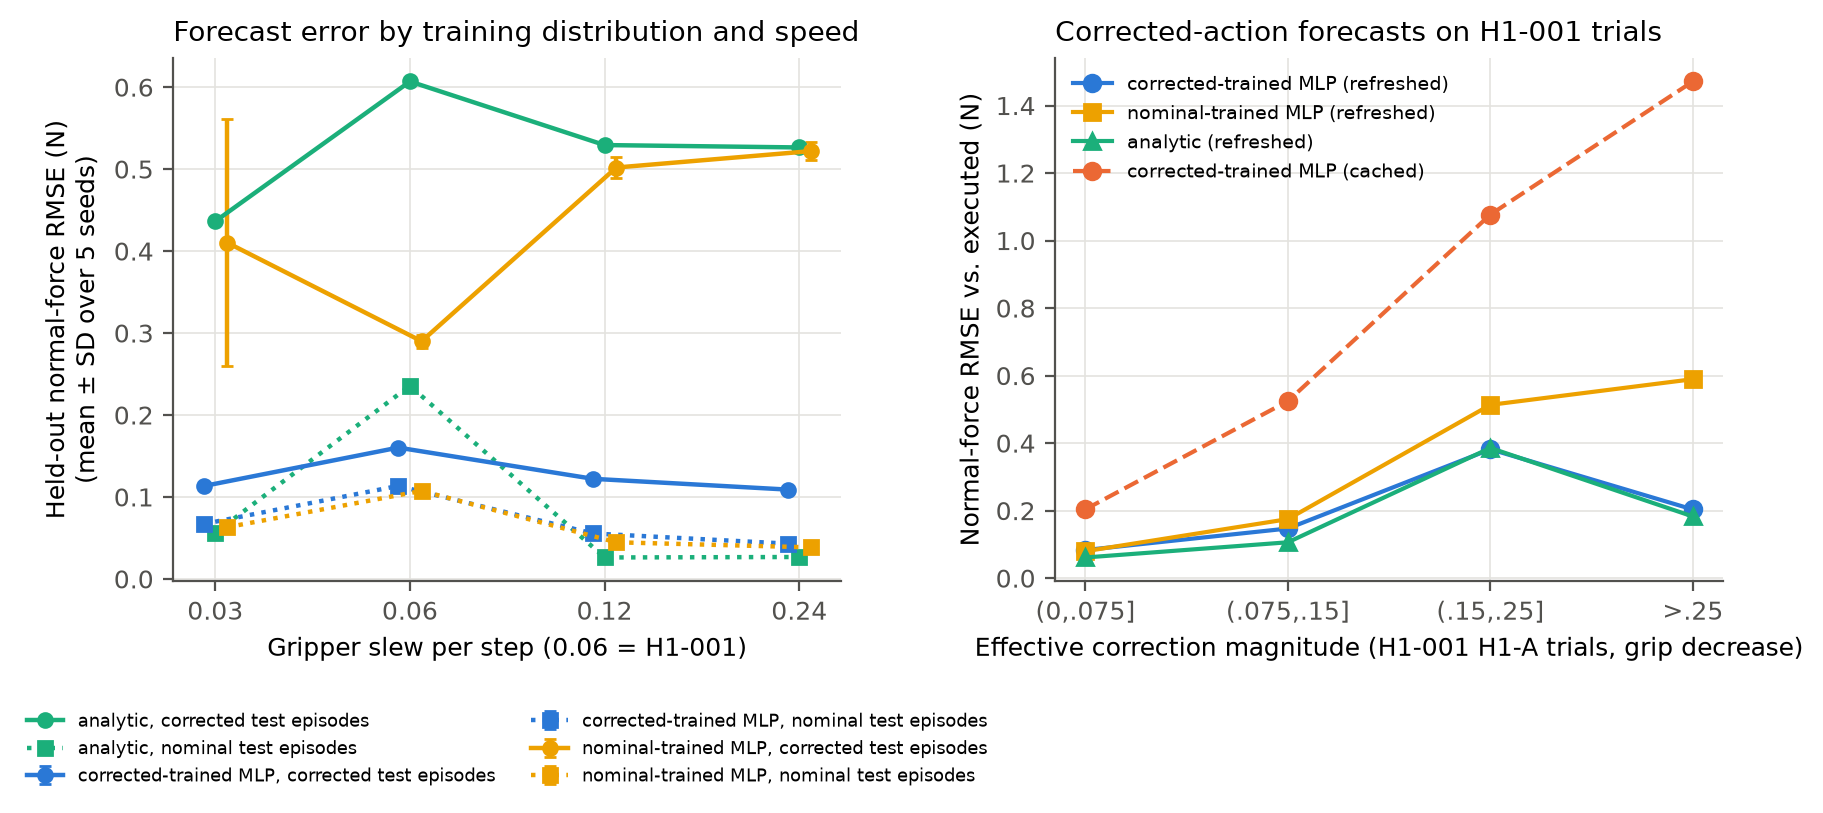 Forecast error by training distribution and speed
Held-out normal-force RMSE (N)
(mean ± SD over 5 seeds)
0.6
0.5
0.4
0.3
0.2
0.1
0.0
0.03
0.06
0.12
0.24
Gripper slew per step (0.06 = H1-001)
analytic, corrected test episodes
analytic, nominal test episodes
corrected-trained MLP, corrected test episodes
corrected-trained MLP, nominal test episodes
nominal-trained MLP, corrected test episodes
nominal-trained MLP, nominal test episodes
Corrected-action forecasts on H1-001 trials
Normal-force RMSE vs. executed (N)
1.4
1.2
1.0
0.8
0.6
0.4
0.2
0.0
corrected-trained MLP (refreshed)
nominal-trained MLP (refreshed)
analytic (refreshed)
corrected-trained MLP (cached)
(0,.075]
(.075,.15]
(.15,.25]
>.25
Effective correction magnitude (H1-001 H1-A trials, grip decrease)